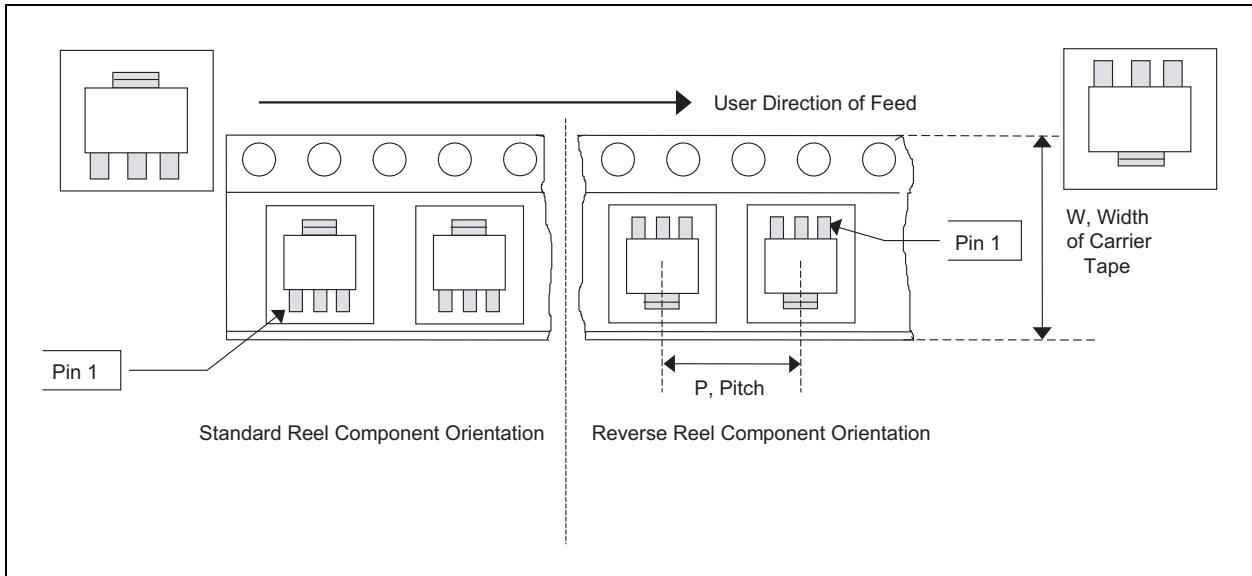 User Direction of Feed
Pin 1
W, Width
of Carrier
Tape
Pin 1
P, Pitch
Standard Reel Component Orientation
Reverse Reel Component Orientation